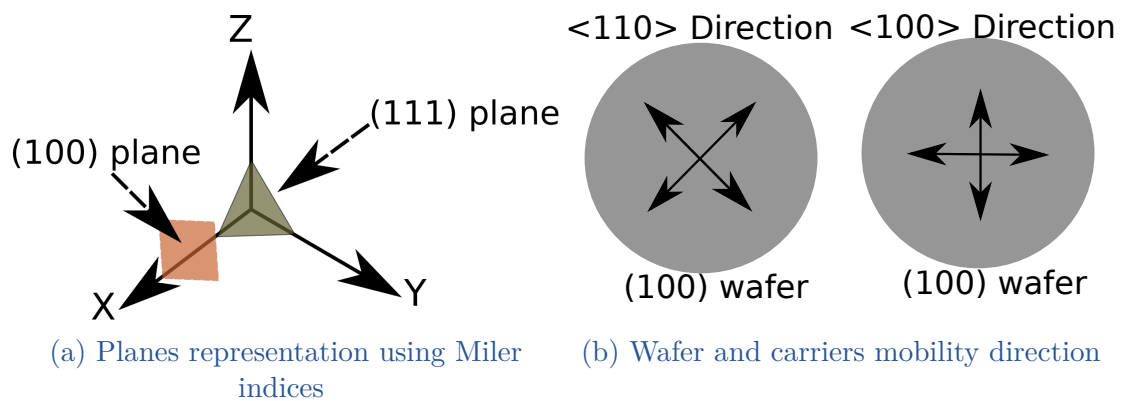 Z
(111) plane
(100) plane
X
Y
(a) Planes representation using Miler
indices
<110> Direction
<100> Direction
(100) wafer
(100) wafer
(b) Wafer and carriers mobility direction